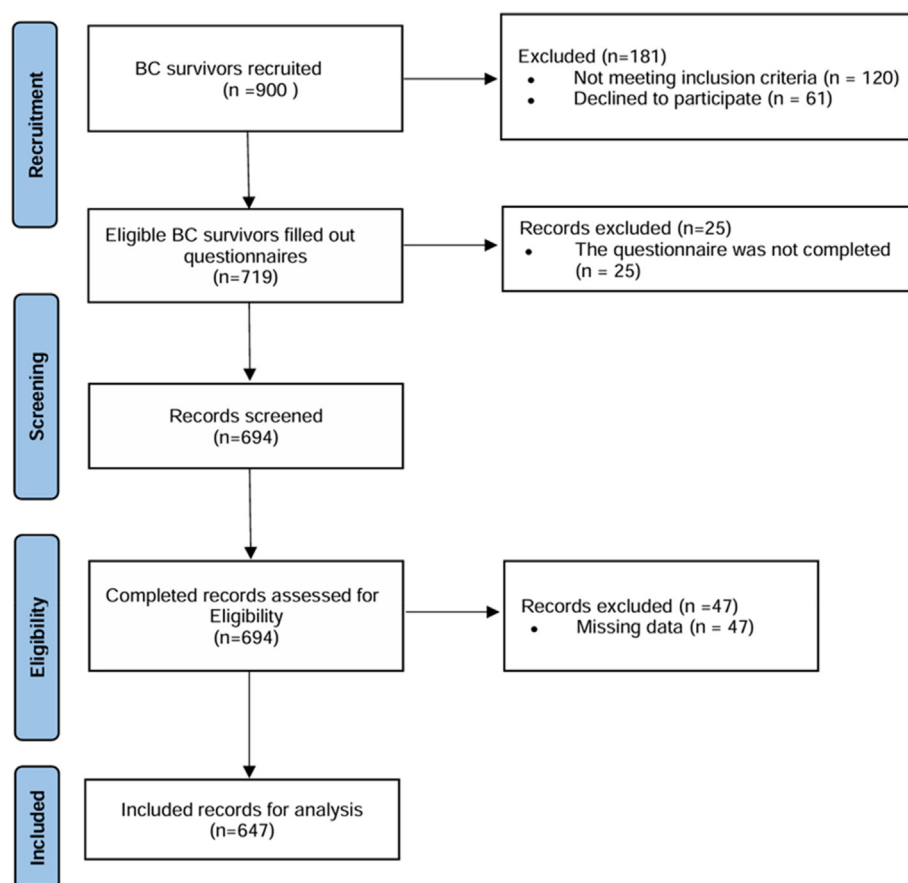 Recruitment
BC survivors recruited
(n =900 )
Excluded (n=181)
• Not meeting inclusion criteria (n = 120)
• Declined to participate (n = 61)
Eligible BC survivors filled out
questionnaires
(n=719)
Records excluded (n=25)
• The questionnaire was not completed
(n = 25)
Screening
Records screened
(n=694)
Eligibility
Completed records assessed for
Eligibility
(n=694)
Records excluded (n =47)
• Missing data (n = 47)
Included
Included records for analysis
(n=647)